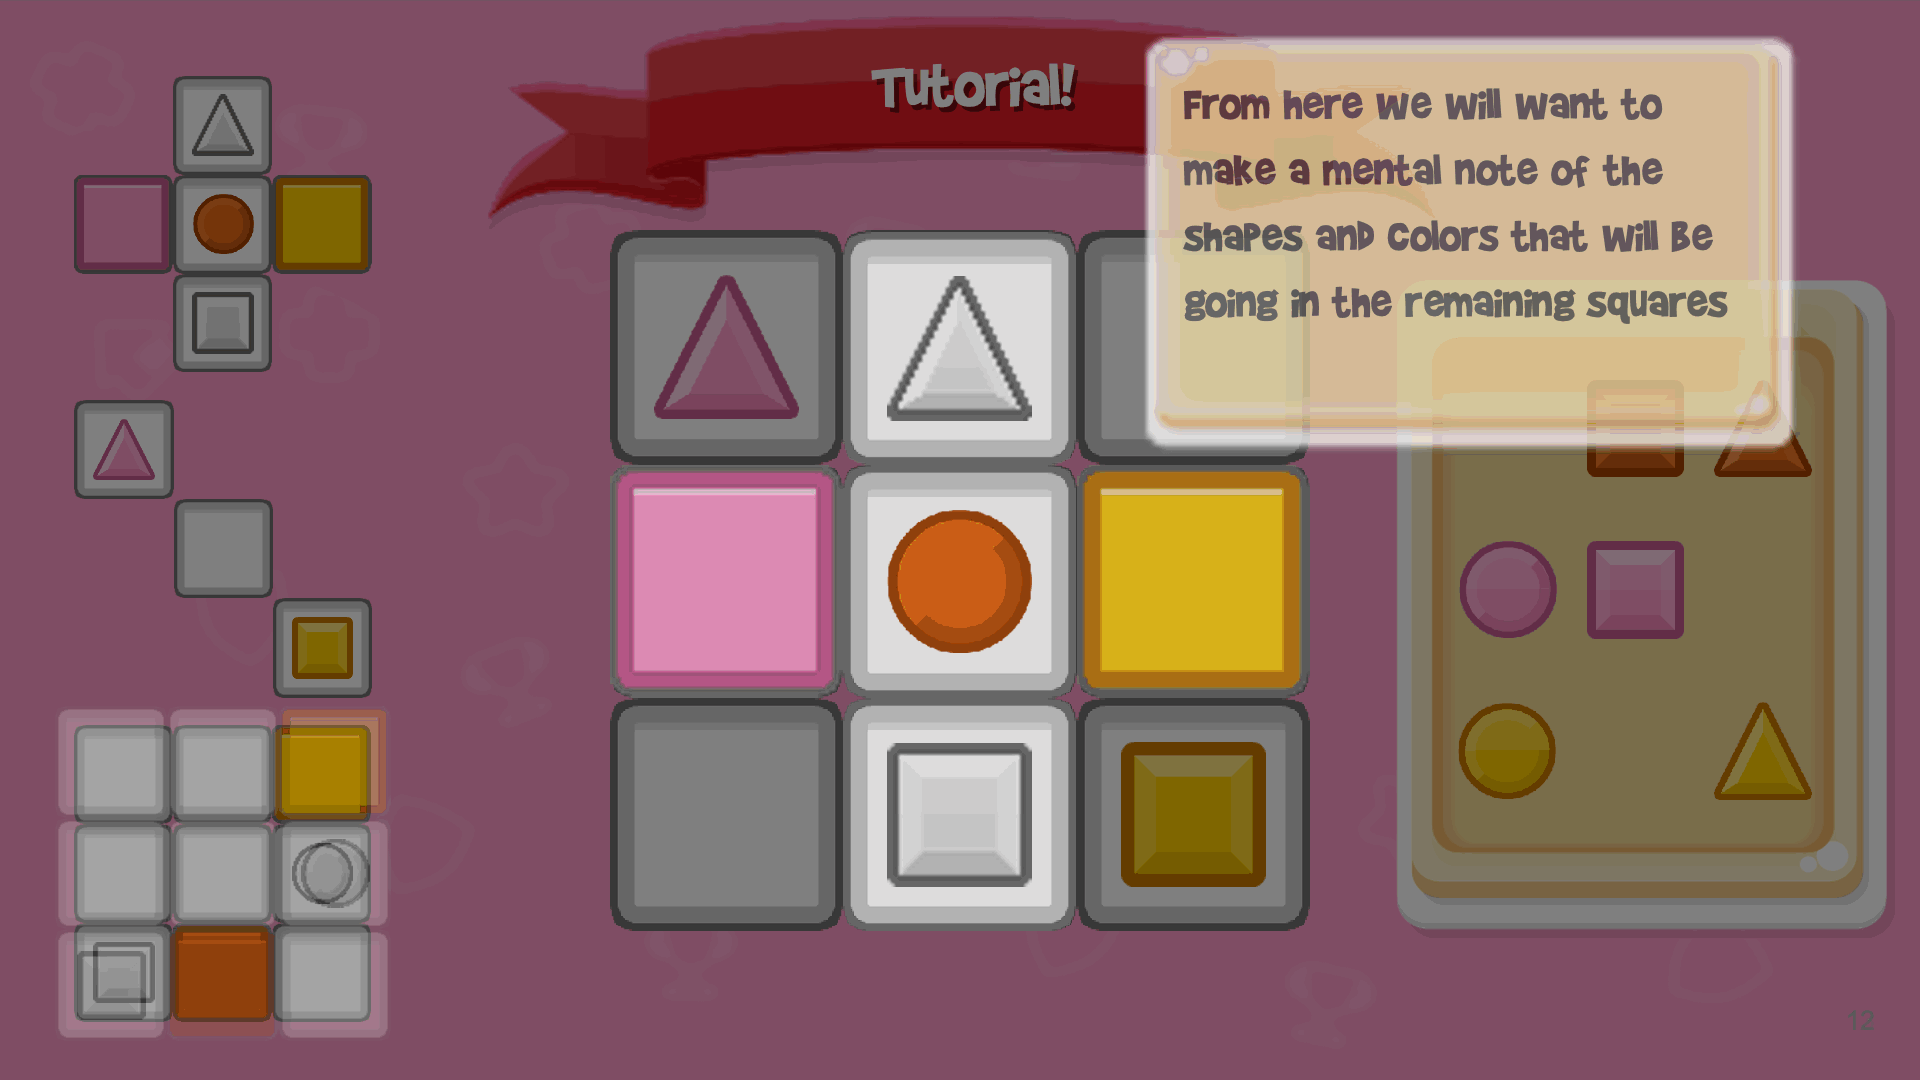 Tutorial!
From here we will want to
make a mental note of the
shapes and colors that will be
going in the remaining squares
12